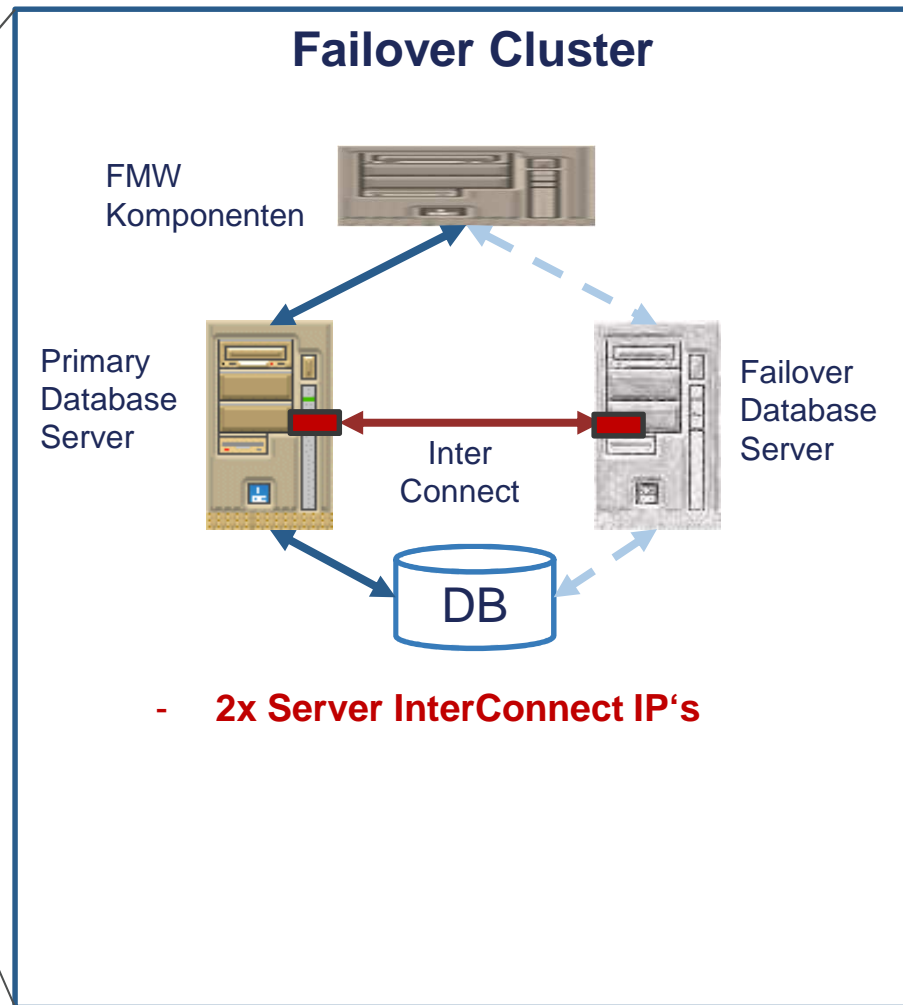 Failover Cluster
FMW
Komponenten
Primary
Database
Server
Failover
Database
Server
Inter
Connect
DB
- 2x Server InterConnect IP‘s